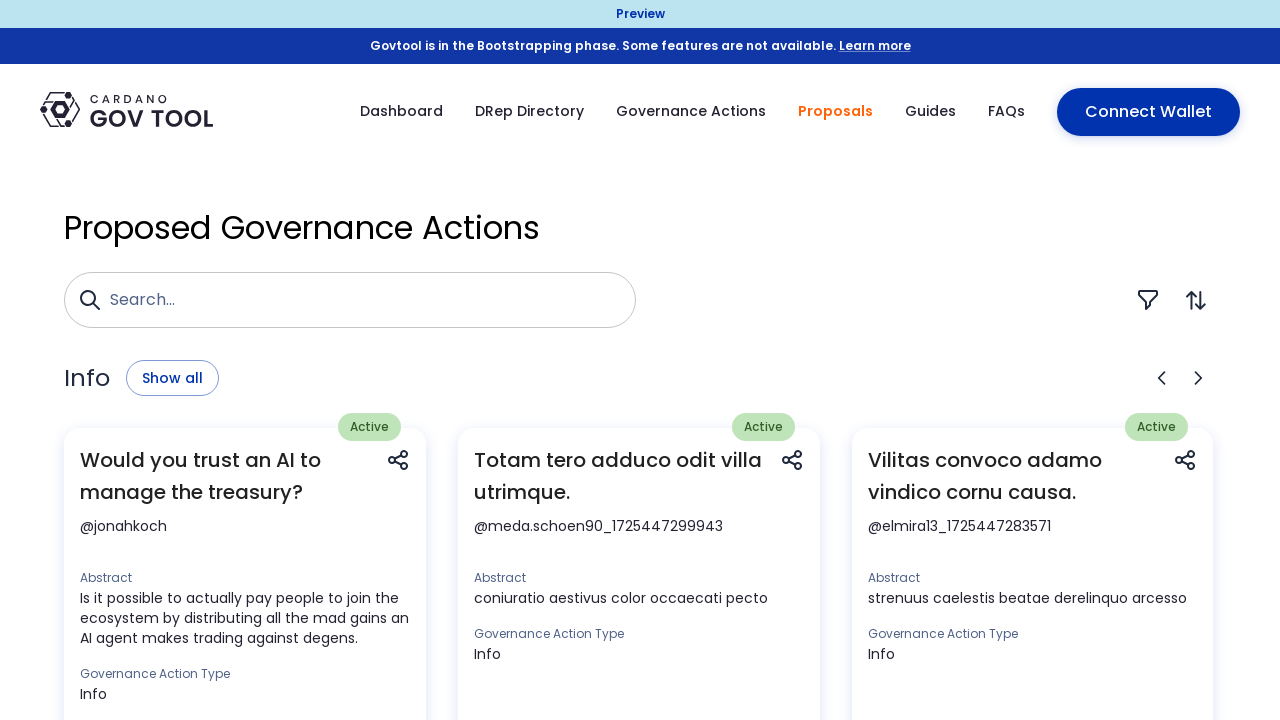 Preview
Govtool is in the Bootstrapping phase. Some features are not available. Learn more
CARDANO
GOV TOOL
Dashboard
DRep Directory
Governance Actions
Proposals
Guides
FAQs
Connect Wallet
Proposed Governance Actions
Search...
Info
Show all
Active
Would you trust an AI to
manage the treasury?
@jonahkoch
Abstract
Is it possible to actually pay people to join the
ecosystem by distributing all the mad gains an
AI agent makes trading against degens.
Governance Action Type
Info
Active
Totam tero adduco odit villa
utrimque.
@meda.schoen90_1725447299943
Abstract
coniuratio aestivus color occaecati pecto
Governance Action Type
Info
Active
Vilitas convoco adamo
vindico cornu causa.
@elmira13_1725447283571
Abstract
strenuus caelestis beatae derelinquo arcesso
Governance Action Type
Info